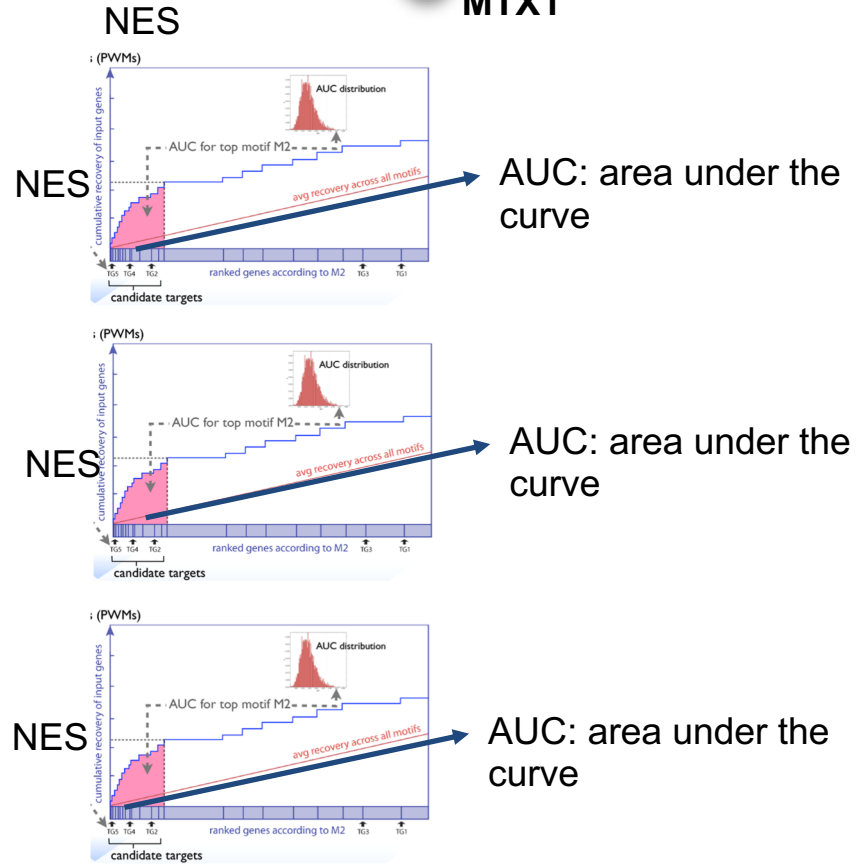 MTXT
NES
; (PWMs)
AUC distribution
AUC for top motif M2
NES
cumulative recovery of input genes
avg recovery across all motifs
AUC: area under the
curve
TG5 TG4 TG2 ranked genes according to M2 TG3 TG1
candidate targets
s (PWMs)
AUC distribution
AUC for top motif M2
NES
cumulative recovery of input genes
avg recovery across all motifs
AUC: area under the
curve
TG5 TG4 TG2 ranked genes according to M2 TG3 TG1
candidate targets
s (PWMs)
AUC distribution
AUC for top motif M2
NES
cumulative recovery of input genes
avg recovery across all motifs
AUC: area under the
curve
TG5 TG4 TG2 ranked genes according to M2 TG3 TG1
candidate targets